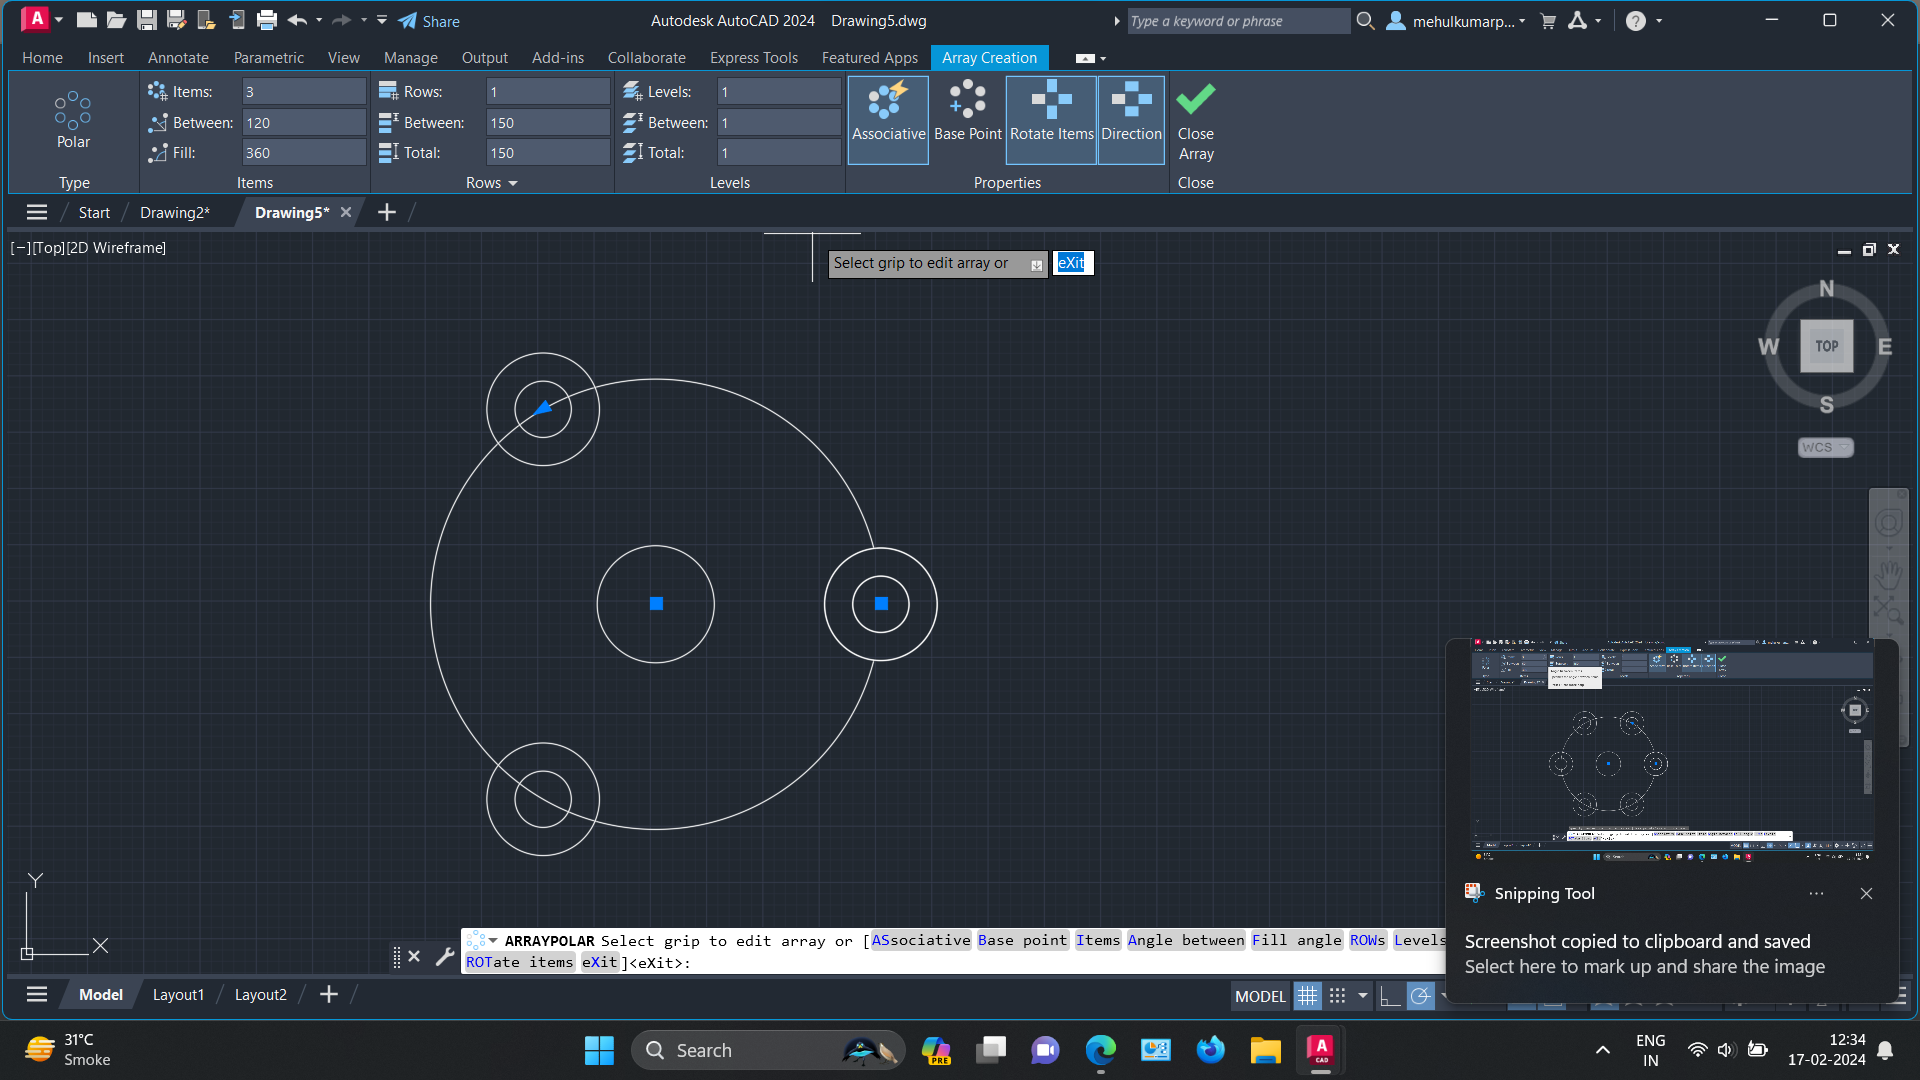 A CAD Share Autodesk AutoCAD 2024 Drawing5.dwg Type a keyword or phrase mehulkumarp... ?
Home Insert Annotate Parametric View Manage Output Add-ins Collaborate Express Tools Featured Apps Array Creation
Polar
Type
Items: 3
Between: 120
Fill: 360
Items
Rows: 1
Between: 150
Total: 150
Rows
Levels: 1
Between: 1
Total: 1
Levels
Associative Base Point Rotate Items Direction
Properties
Close
Array
Close
Start Drawing2* Drawing5*
[−][Top][2D Wireframe]
Select grip to edit array or eXit
N
W TOP E
S
WCS
Y
X
ARRAYPOLAR Select grip to edit array or [ASsociative Base point Items Angle between Fill angle ROWs Levels
ROTate items eXit]<eXit>:
Snipping Tool ...
Screenshot copied to clipboard and saved
Select here to mark up and share the image
Model Layout1 Layout2 MODEL
31°C
Smoke
Search
PRE
A
CAD
ENG
IN
12:34
17-02-2024